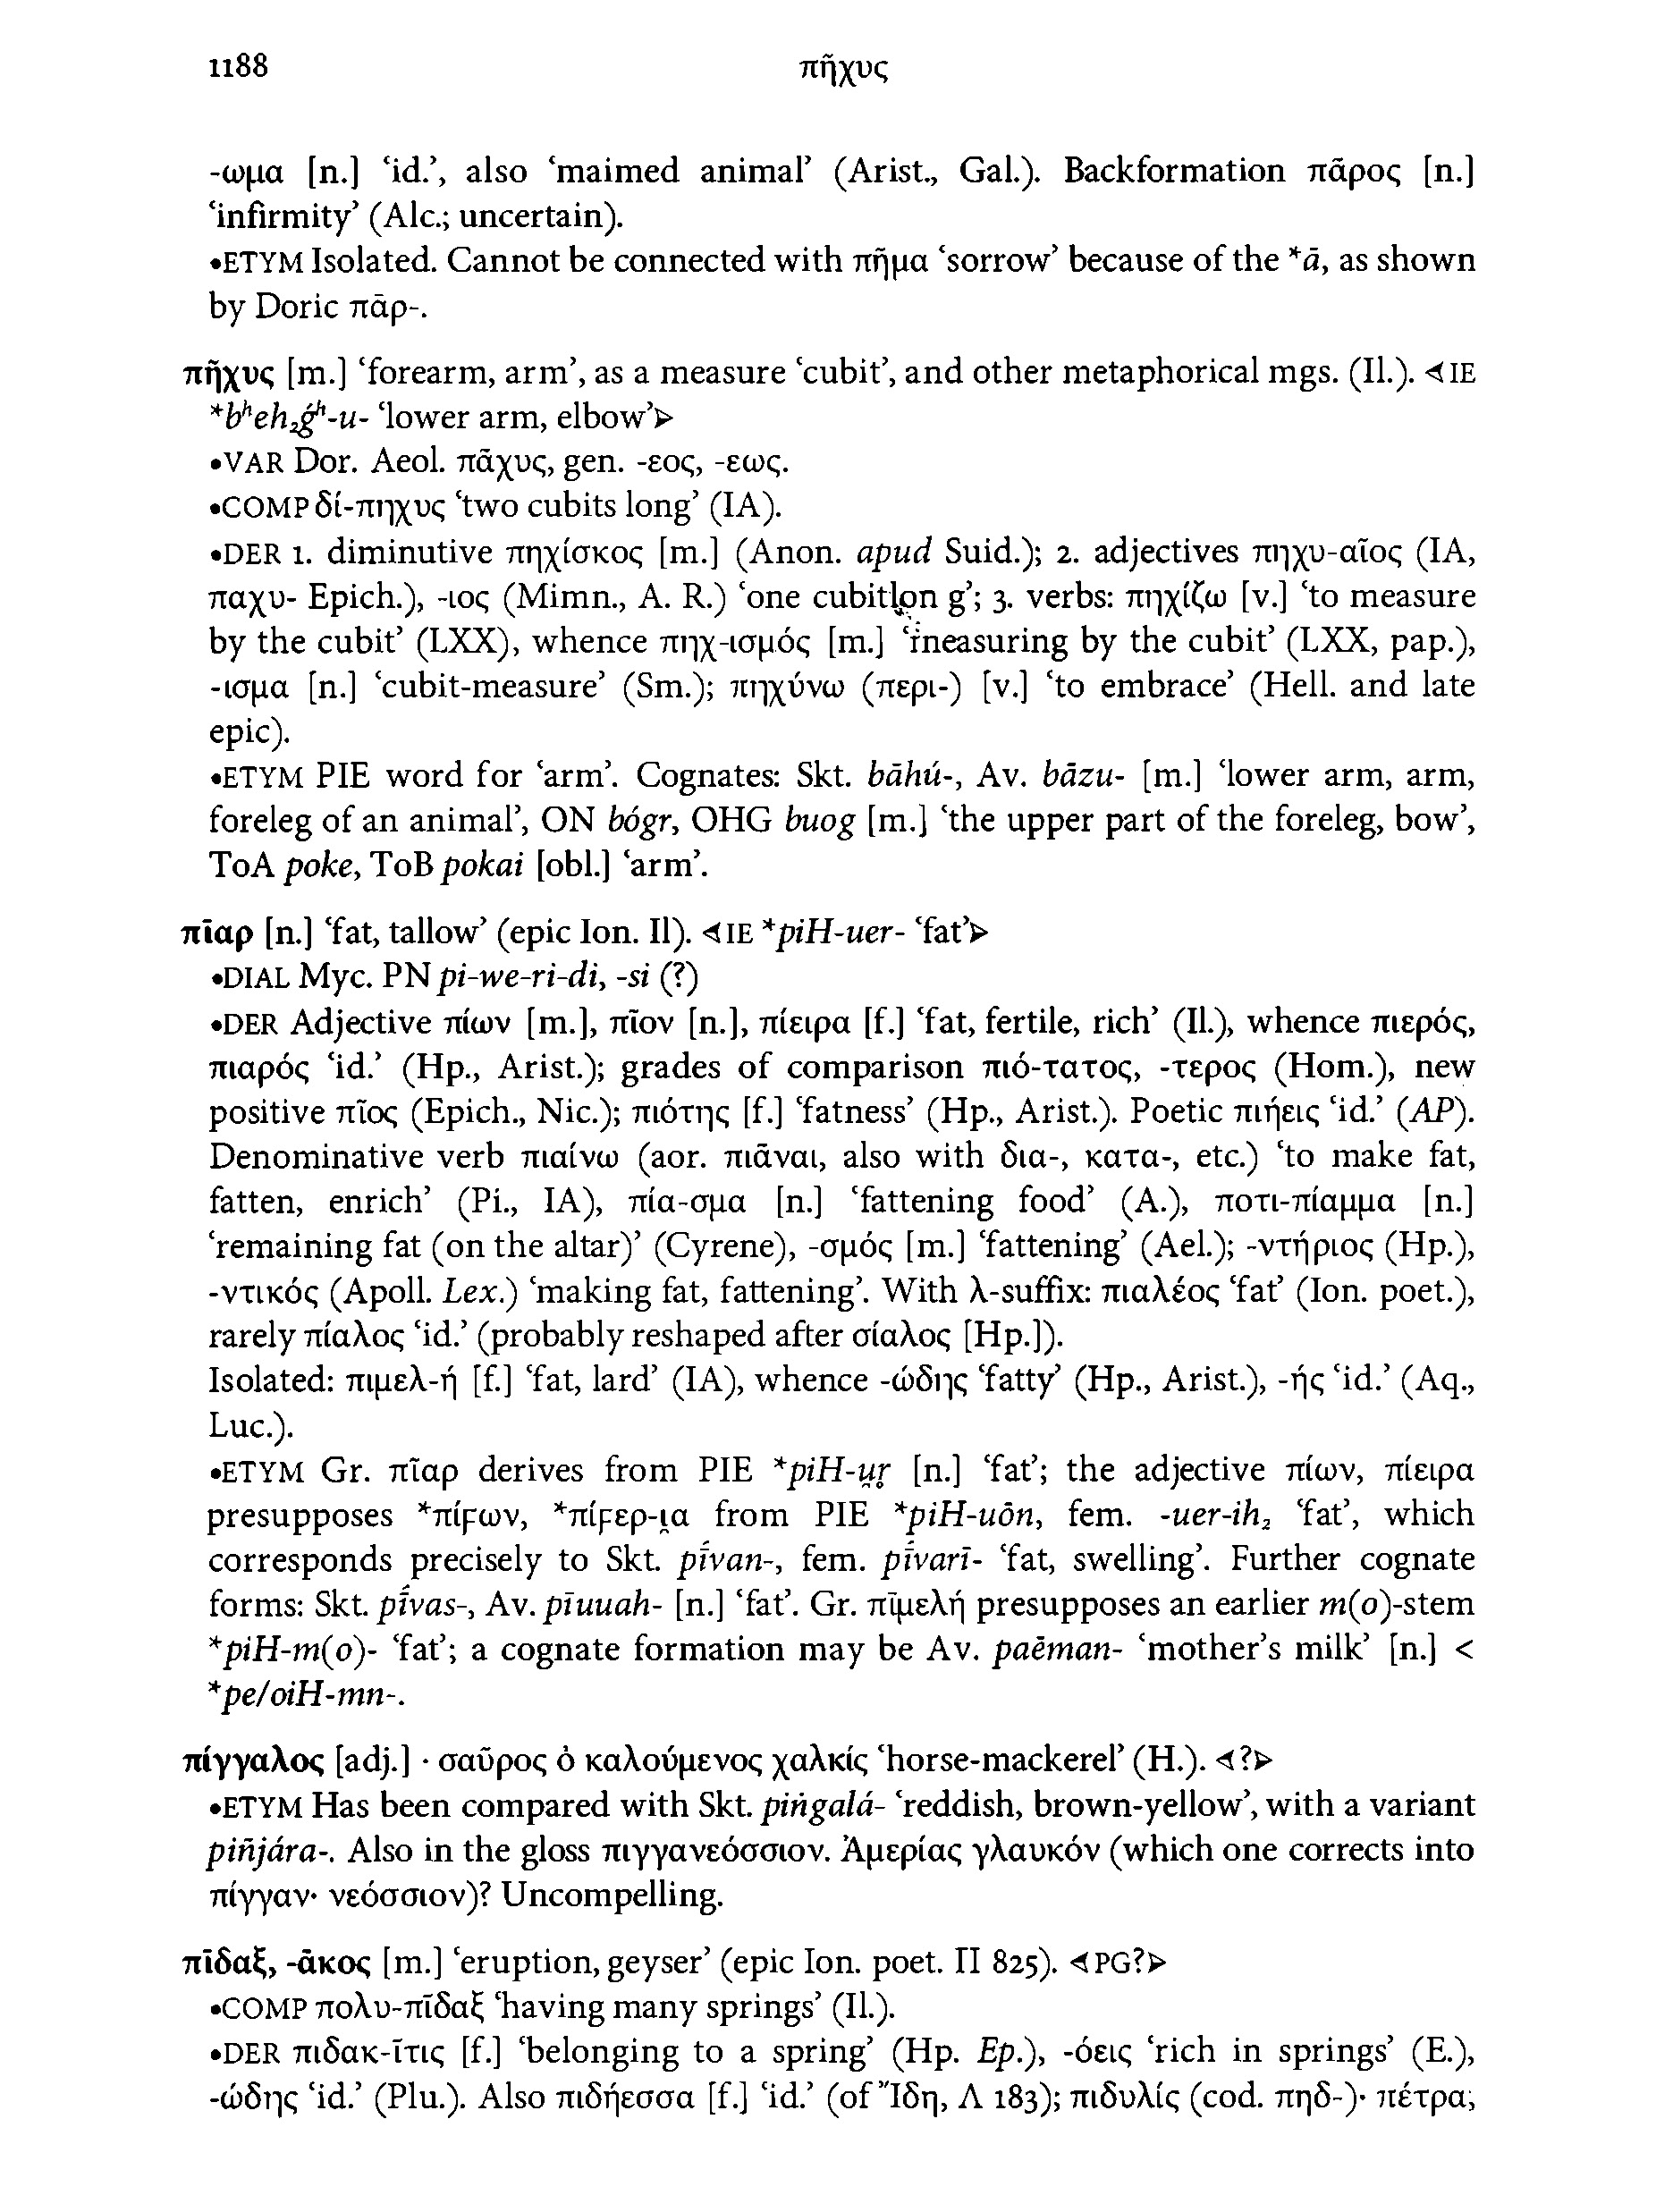 1188 πῆχυς
-ωμα [n.] ‘id.’, also ‘maimed animal’ (Arist., Gal.). Backformation πᾶρος [n.]
‘infirmity’ (Alc.; uncertain).
•ETYM Isolated. Cannot be connected with πῆμα ‘sorrow’ because of the *ā, as shown
by Doric πᾱρ-.
πῆχυς [m.] ‘forearm, arm’, as a measure ‘cubit’, and other metaphorical mgs. (Il.). ◁IE
*bʰeh₂ǵʰ-u- ‘lower arm, elbow’▷
•VAR Dor. Aeol. πᾶχυς, gen. -εος, -εως.
•COMP δί-πηχυς ‘two cubits long’ (IA).
•DER 1. diminutive πηχίσκος [m.] (Anon. apud Suid.); 2. adjectives πηχυ-αῖος (IA,
παχυ- Epich.), -ιος (Mimn., A. R.) ‘one cubitlon g’; 3. verbs: πηχίζω [v.] ‘to measure
by the cubit’ (LXX), whence πηχ-ισμός [m.] ‘measuring by the cubit’ (LXX, pap.),
-ισμα [n.] ‘cubit-measure’ (Sm.); πηχύνω (περι-) [v.] ‘to embrace’ (Hell. and late
epic).
•ETYM PIE word for ‘arm’. Cognates: Skt. bāhú-, Av. bāzu- [m.] ‘lower arm, arm,
foreleg of an animal’, ON bógr, OHG buog [m.] ‘the upper part of the foreleg, bow’,
ToA poke, ToB pokai [obl.] ‘arm’.
πῖαρ [n.] ‘fat, tallow’ (epic Ion. Il). ◁IE *piH-uer- ‘fat’▷
•DIAL Myc. PN pi-we-ri-di, -si (?)
•DER Adjective πίων [m.], πῖον [n.], πίειρα [f.] ‘fat, fertile, rich’ (Il.), whence πιερός,
πιαρός ‘id.’ (Hp., Arist.); grades of comparison πιό-τατος, -τερος (Hom.), new
positive πῖος (Epich., Nic.); πιότης [f.] ‘fatness’ (Hp., Arist.). Poetic πιήεις ‘id.’ (AP).
Denominative verb πιαίνω (aor. πιᾶναι, also with δια-, κατα-, etc.) ‘to make fat,
fatten, enrich’ (Pi., IA), πία-σμα [n.] ‘fattening food’ (A.), ποτι-πίαμμα [n.]
‘remaining fat (on the altar)’ (Cyrene), -σμός [m.] ‘fattening’ (Ael.); -ντήριος (Hp.),
-ντικός (Apoll. Lex.) ‘making fat, fattening’. With λ-suffix: πιαλέος ‘fat’ (Ion. poet.),
rarely πίαλος ‘id.’ (probably reshaped after σίαλος [Hp.]).
Isolated: πιμελ-ή [f.] ‘fat, lard’ (IA), whence -ώδης ‘fatty’ (Hp., Arist.), -ής ‘id.’ (Aq.,
Luc.).
•ETYM Gr. πῖαρ derives from PIE *piH-u̯r̥ [n.] ‘fat’; the adjective πίων, πίειρα
presupposes *πίϝων, *πίϝερ-ι̯α from PIE *piH-uōn, fem. -uer-ih₂ ‘fat’, which
corresponds precisely to Skt. pī́van-, fem. pī́varī- ‘fat, swelling’. Further cognate
forms: Skt. pī́vas-, Av. pīuuah- [n.] ‘fat’. Gr. πῑμελή presupposes an earlier m(o)-stem
*piH-m(o)- ‘fat’; a cognate formation may be Av. paēman- ‘mother’s milk’ [n.] <
*pe/oiH-mn-.
πίγγαλος [adj.] · σαῦρος ὁ καλούμενος χαλκίς ‘horse-mackerel’ (H.). ◁?▷
•ETYM Has been compared with Skt. piṅgalá- ‘reddish, brown-yellow’, with a variant
piñjára-. Also in the gloss πιγγανεόσσιον. Ἀμερίας γλαυκόν (which one corrects into
πίγγαν· νεόσσιον)? Uncompelling.
πῖδαξ, -ᾱκος [m.] ‘eruption, geyser’ (epic Ion. poet. Π 825). ◁PG?▷
•COMP πολυ-πῖδαξ ‘having many springs’ (Il.).
•DER πιδακ-ῖτις [f.] ‘belonging to a spring’ (Hp. Ep.), -όεις ‘rich in springs’ (E.),
-ώδης ‘id.’ (Plu.). Also πιδήεσσα [f.] ‘id.’ (of Ἴδη, Λ 183); πιδυλίς (cod. πηδ-)· πέτρα,